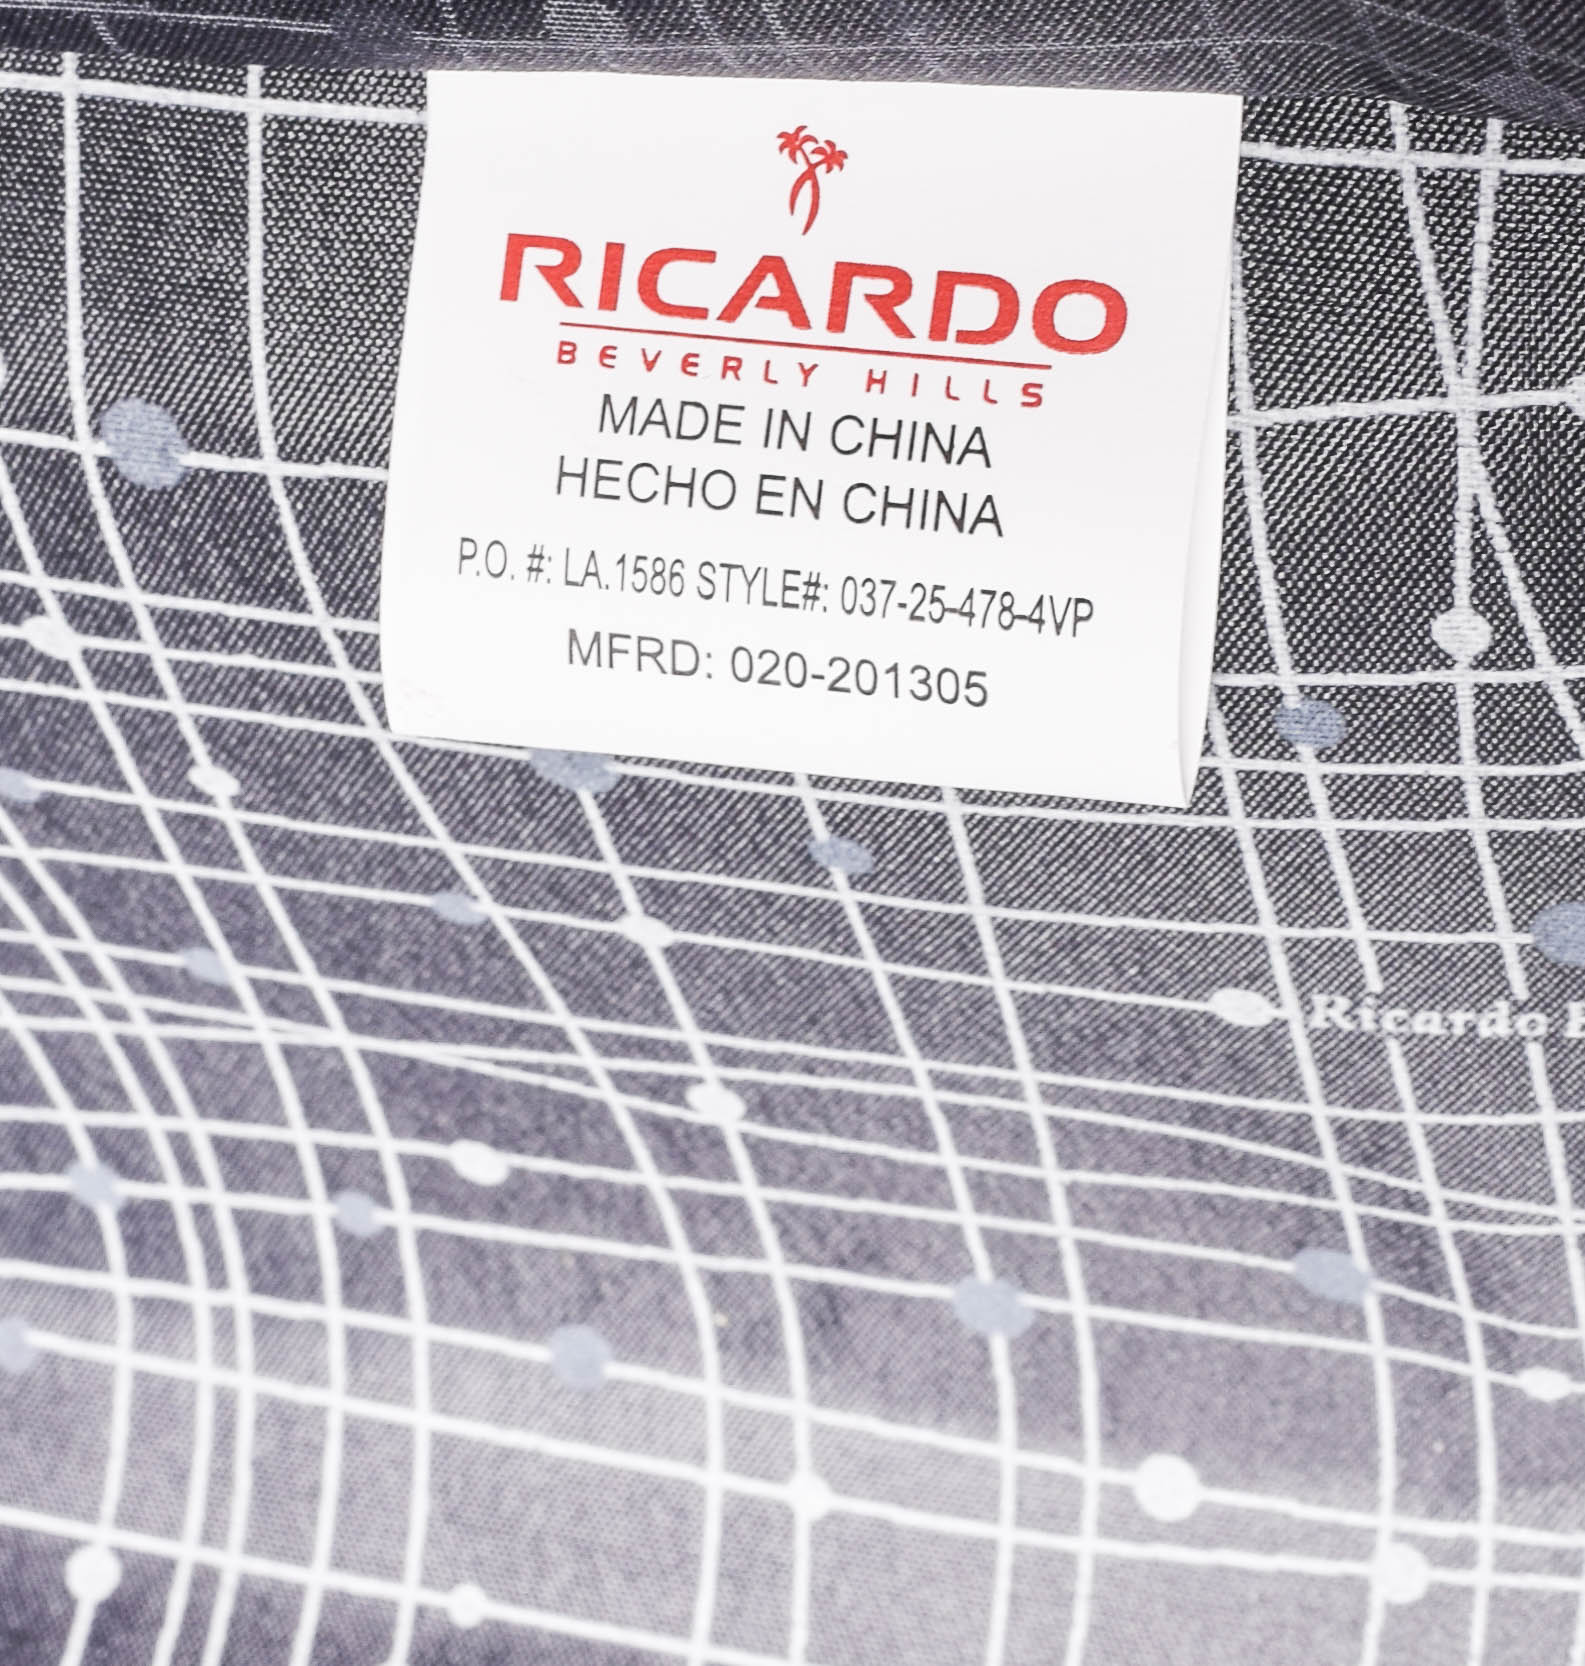 RICARDO
BEVERLY HILLS
MADE IN CHINA
HECHO EN CHINA
P.O. #: LA.1586 STYLE#: 037-25-478-4VP
MFRD: 020-201305
Ricardo